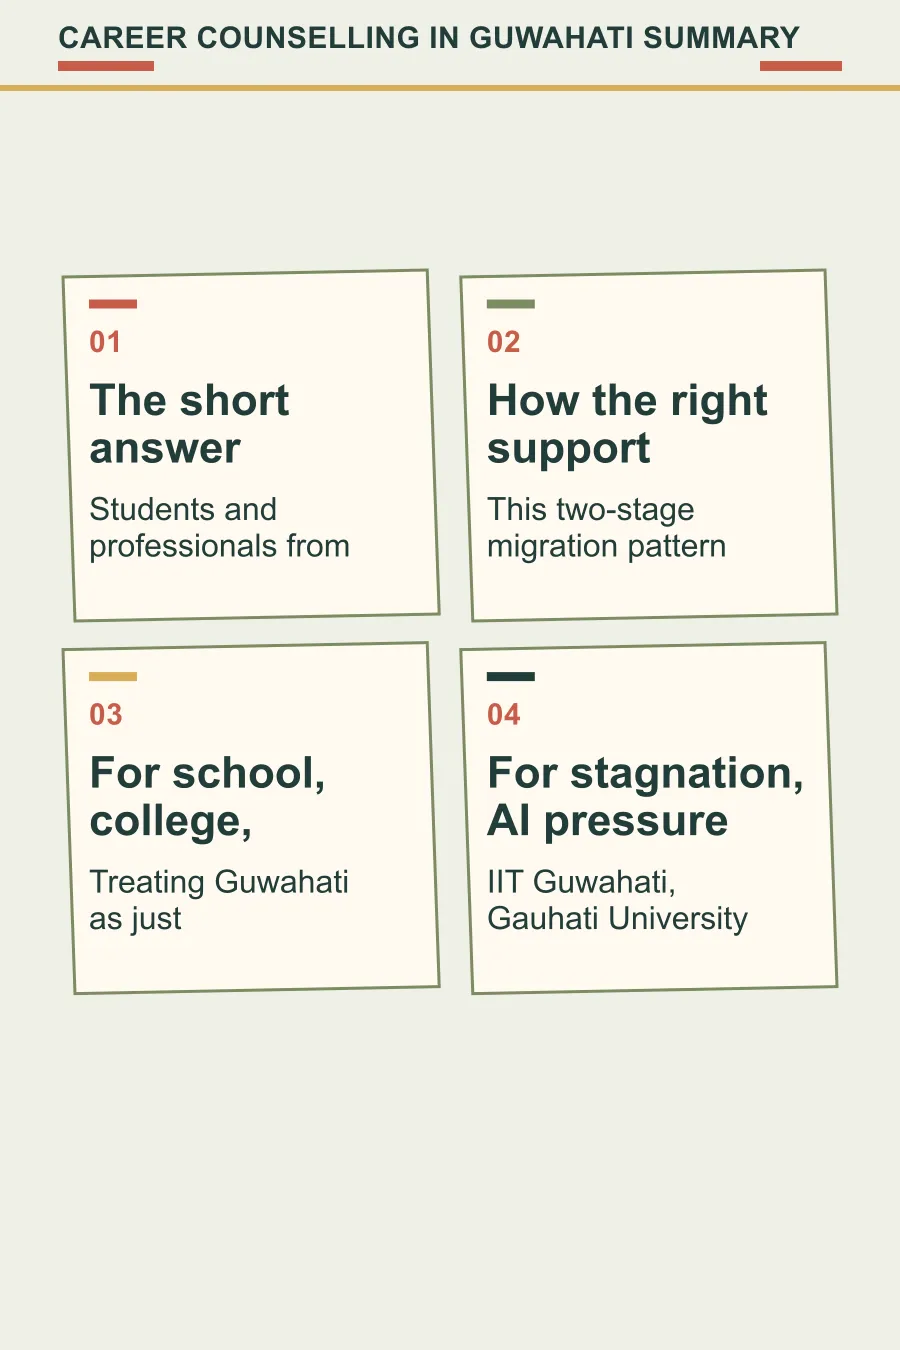 CAREER COUNSELLING IN GUWAHATI SUMMARY
01
The short
answer
Students and
professionals from
02
How the right
support
This two-stage
migration pattern
03
For school,
college,
Treating Guwahati
as just
04
For stagnation,
AI pressure
IIT Guwahati,
Gauhati University